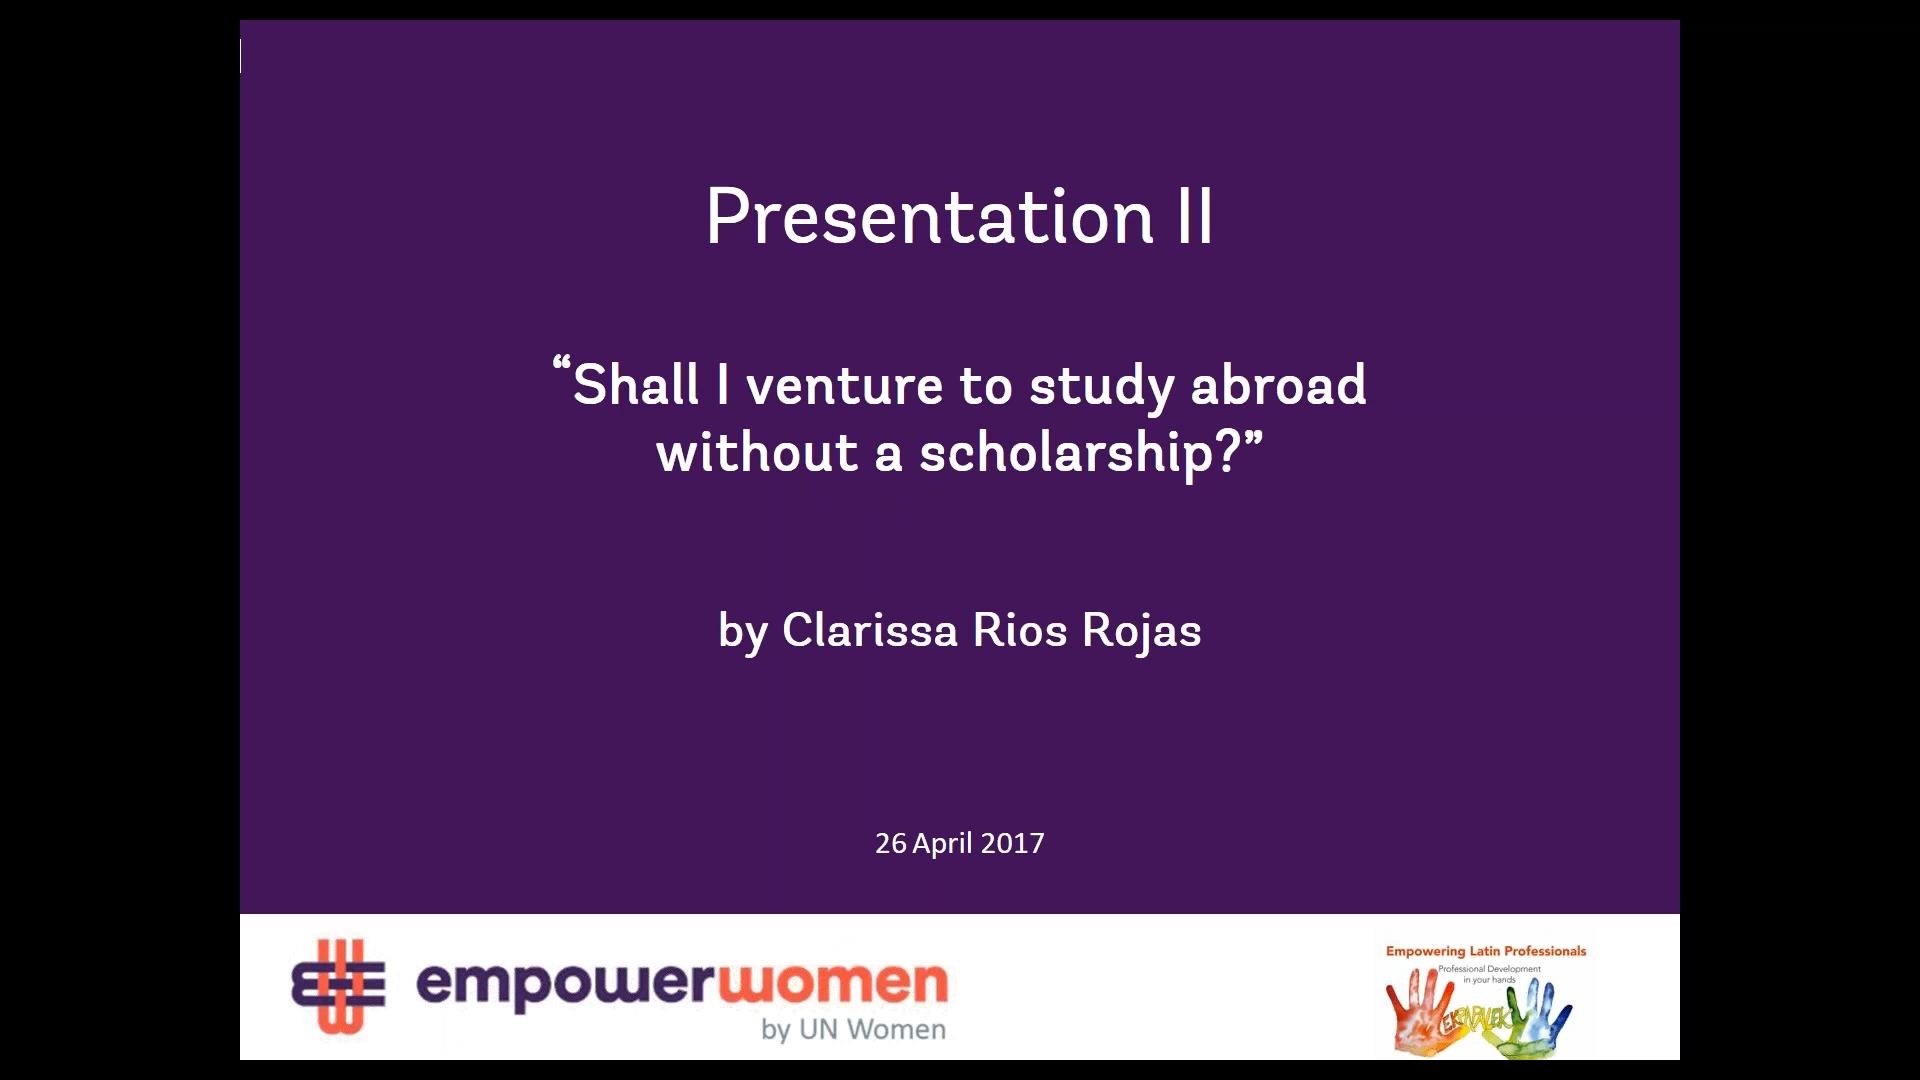 Presentation II
“Shall I venture to study abroad
without a scholarship?”
by Clarissa Rios Rojas
26 April 2017
empowerwomen
by UN Women
Empowering Latin Professionals
Professional Development
in your hands
EKPAPALEK